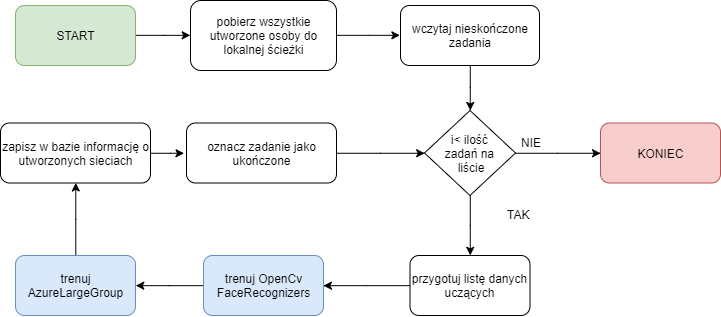 START
pobierz wszystkie
utworzone osoby do
lokalnej ścieżki
wczytaj nieskończone
zadania
zapisz w bazie informację o
utworzonych sieciach
oznacz zadanie jako
ukończone
i< ilość
zadań na
liście
NIE
KONIEC
TAK
trenuj
AzureLargeGroup
trenuj OpenCv
FaceRecognizers
przygotuj listę danych
uczących